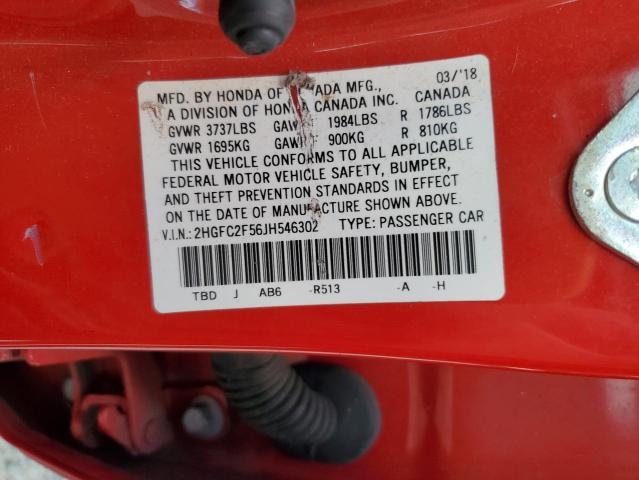 MFD. BY HONDA OF CANADA MFG., 03/'18
A DIVISION OF HONDA CANADA INC. CANADA
GVWR 3737LBS GAWR 1984LBS R 1786LBS
GVWR 1695KG GAWR 900KG R 810KG
THIS VEHICLE CONFORMS TO ALL APPLICABLE
FEDERAL MOTOR VEHICLE SAFETY, BUMPER,
AND THEFT PREVENTION STANDARDS IN EFFECT
ON THE DATE OF MANUFACTURE SHOWN ABOVE.
V.I.N.: 2HGFC2F56JH546302 TYPE: PASSENGER CAR
TBD J AB6 -R513 -A -H